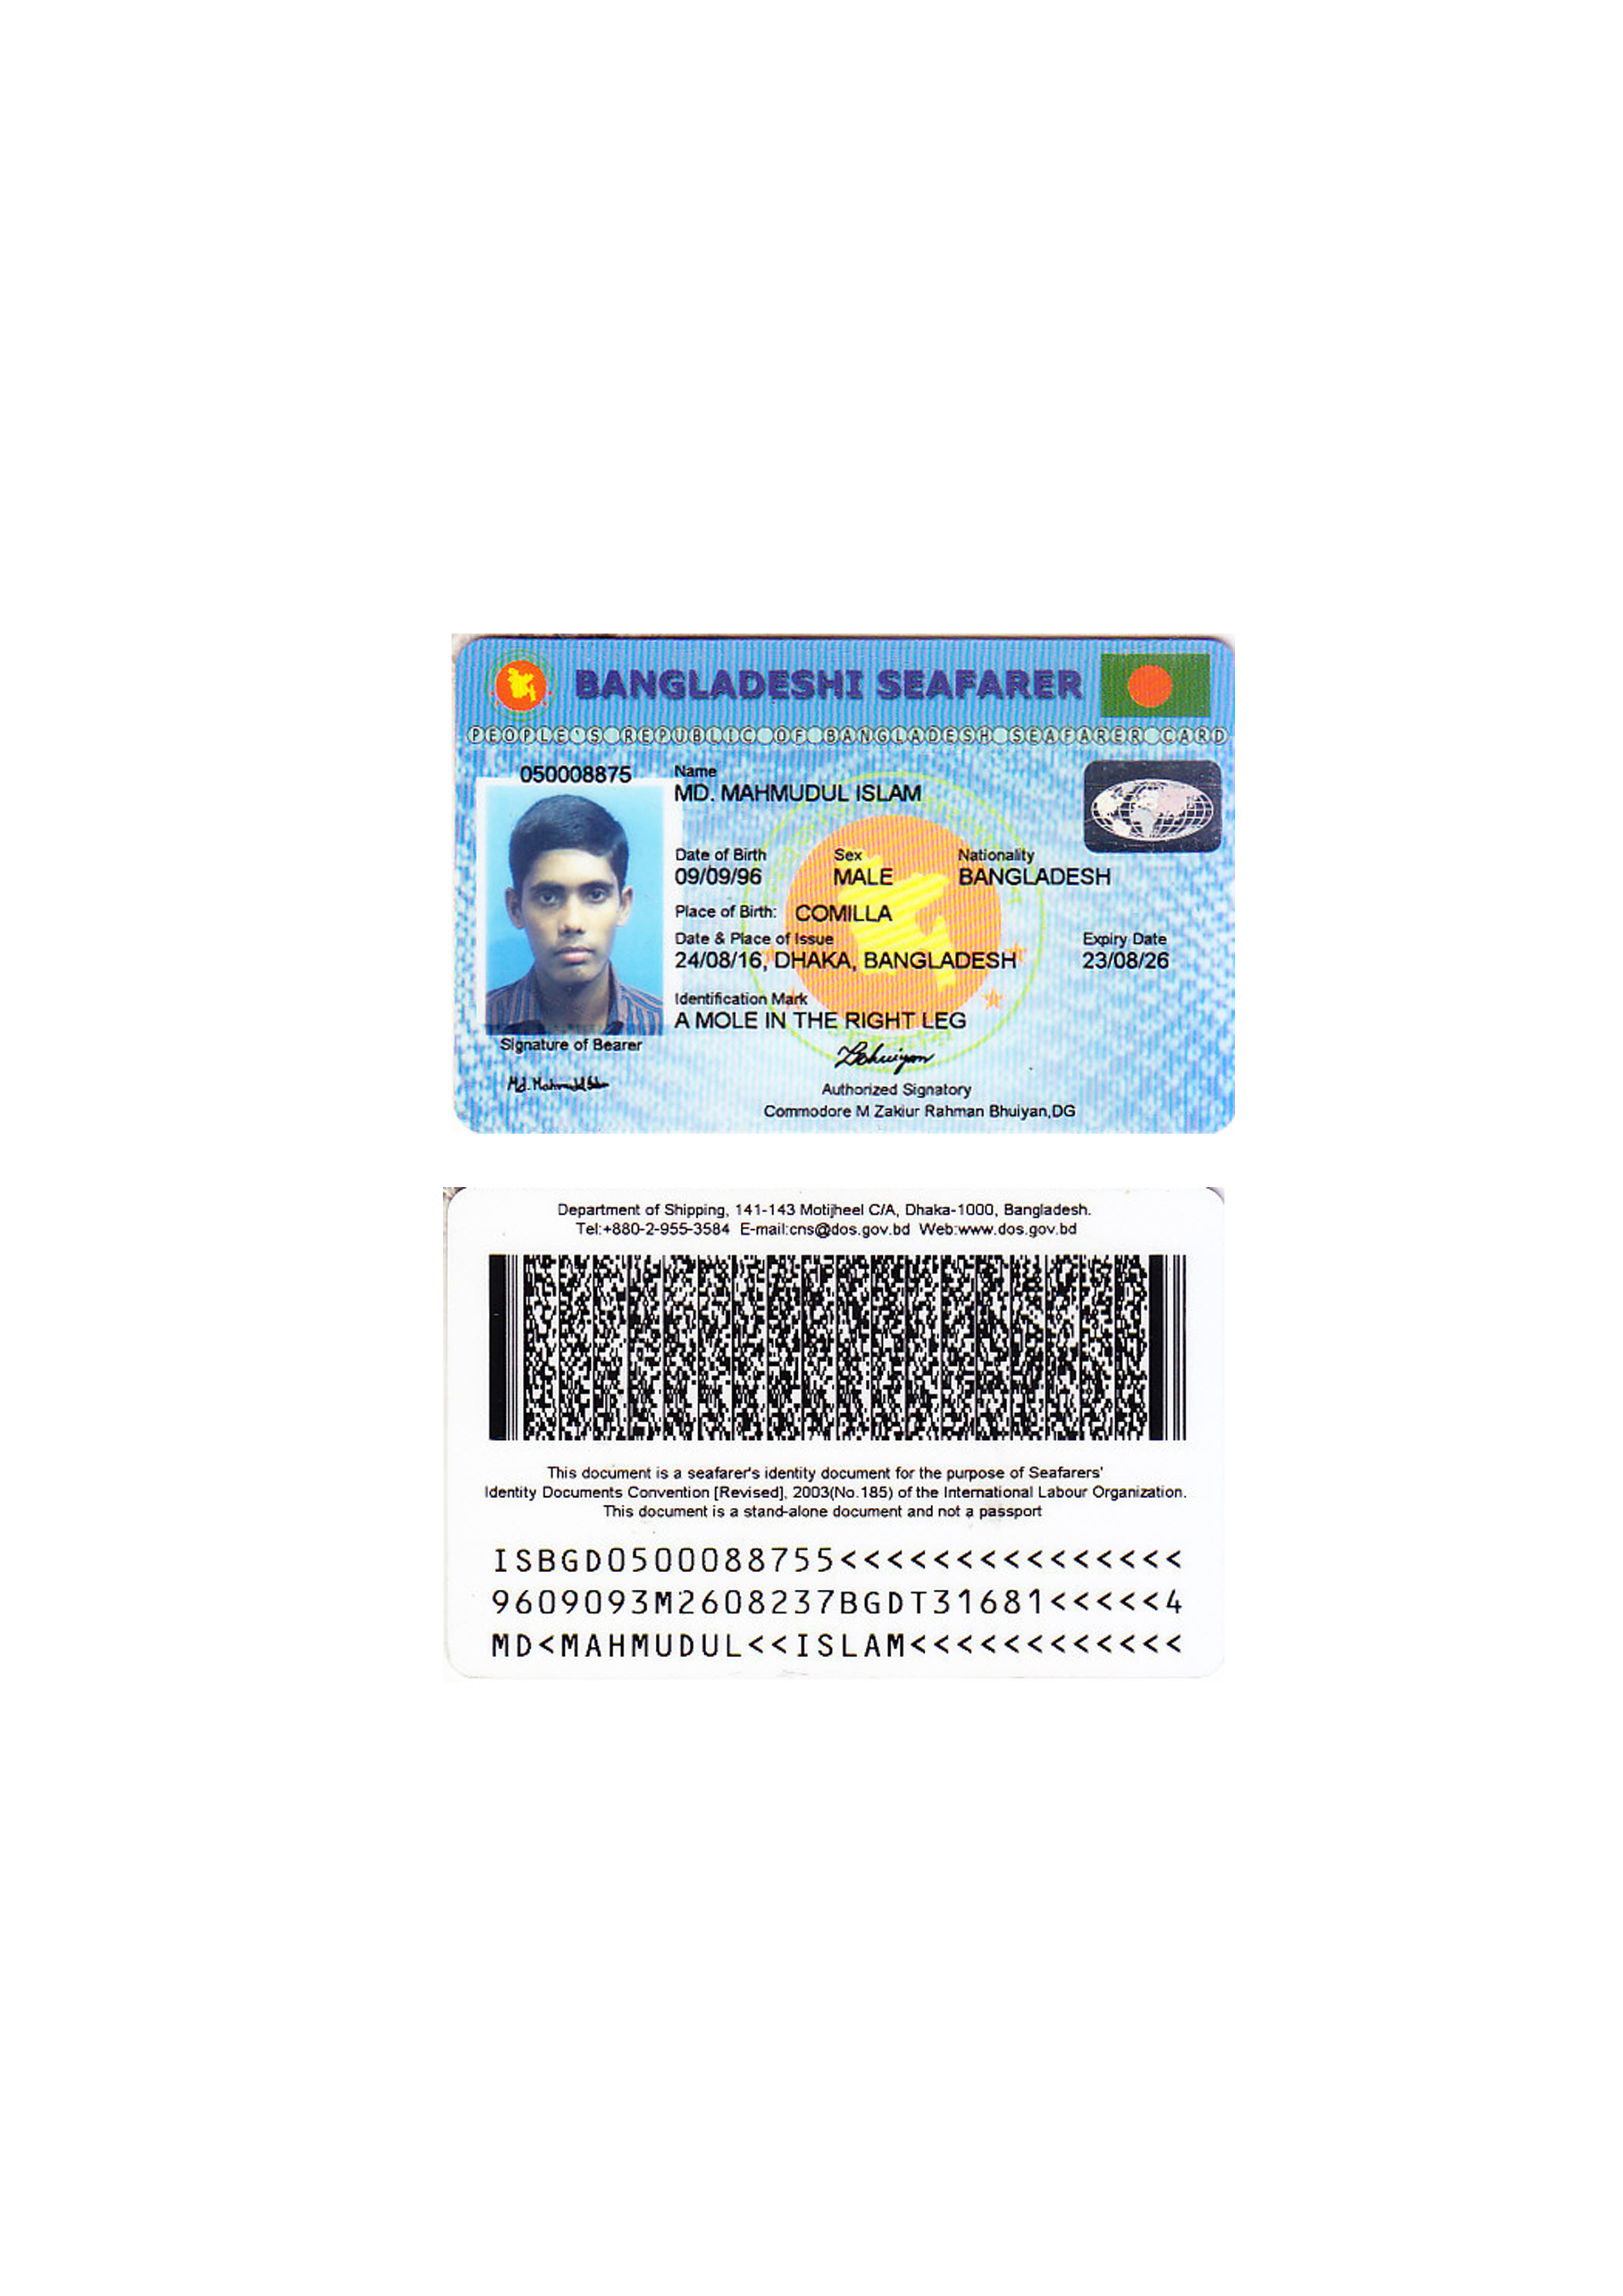 BANGLADESHI SEAFARER
PEOPLE'S REPUBLIC OF BANGLADESH SEAFARER CARD
050008875
Name
MD. MAHMUDUL ISLAM
Date of Birth Sex Nationality
09/09/96 MALE BANGLADESH
Place of Birth: COMILLA
Date & Place of Issue Expiry Date
24/08/16, DHAKA, BANGLADESH 23/08/26
Identification Mark
A MOLE IN THE RIGHT LEG
Signature of Bearer
Authorized Signatory
Commodore M Zakiur Rahman Bhuiyan,DG
Department of Shipping, 141-143 Motijheel C/A, Dhaka-1000, Bangladesh.
Tel:+880-2-955-3584 E-mail:cns@dos.gov.bd Web:www.dos.gov.bd
This document is a seafarer's identity document for the purpose of Seafarers'
Identity Documents Convention [Revised], 2003(No.185) of the International Labour Organization.
This document is a stand-alone document and not a passport
ISBGD0500088755<<<<<<<<<<<<<<<
9609093M2608237BGDT31681<<<<<4
MD<MAHMUDUL<<ISLAM<<<<<<<<<<<<